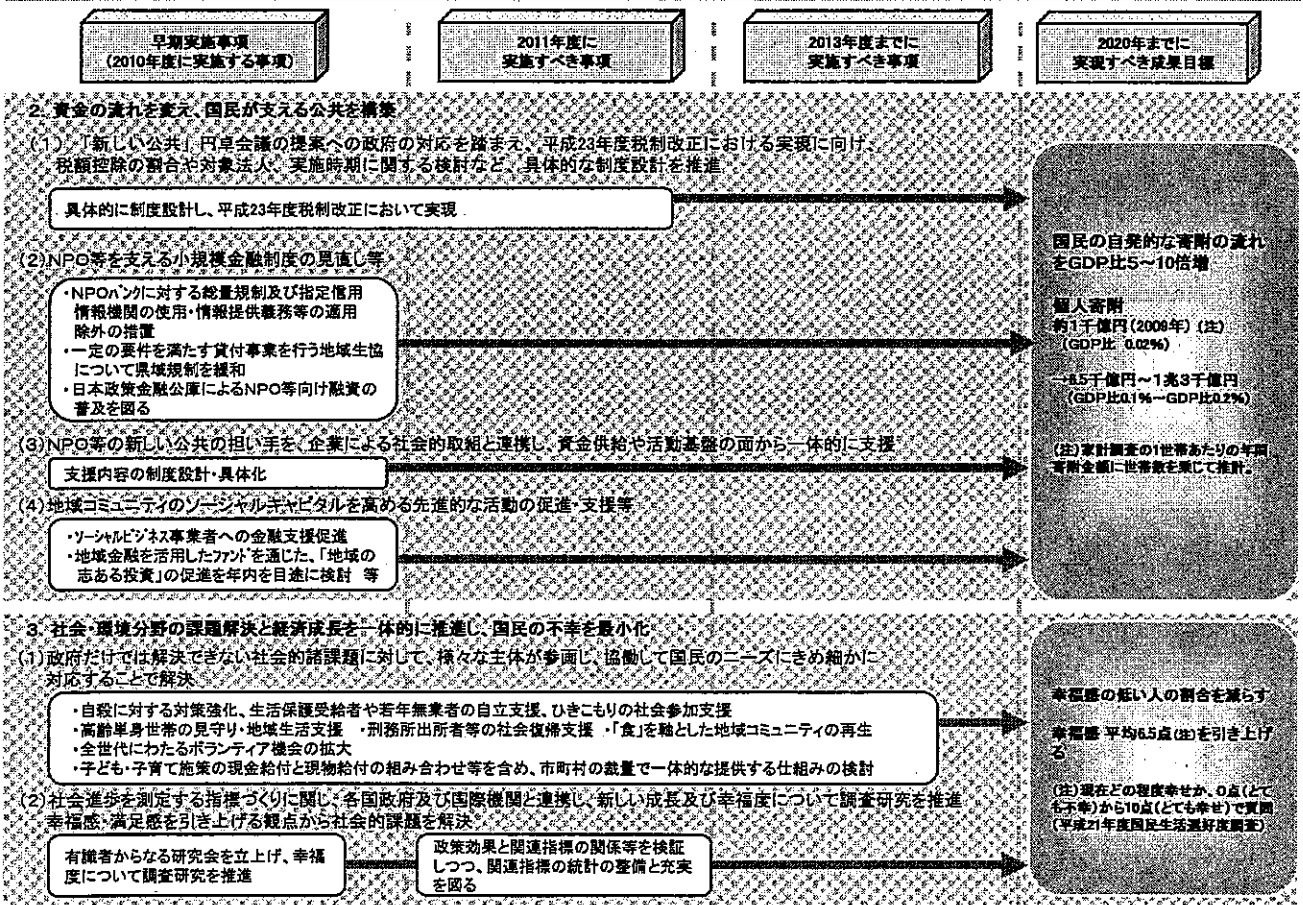 早期実施事項
(2010年度に実施する事項)
2011年度に
実施すべき事項
2013年度までに
実施すべき事項
2020年までに
実現すべき成果目標
2. 資金の流れを変え、国民が支える公共を構築
(1)「新しい公共」円卓会議の提案への政府の対応を踏まえ、平成23年度税制改正における実現に向け、
税額控除の割合や対象法人、実施時期に関する検討など、具体的な制度設計を推進
具体的に制度設計し、平成23年度税制改正において実現
(2)NPO等を支える小規模金融制度の見直し等
・NPOバンクに対する総量規制及び指定信用
情報機関の使用・情報提供義務等の適用
除外の措置
・一定の要件を満たす貸付事業を行う地域生協
について県域規制を緩和
・日本政策金融公庫によるNPO等向け融資の
普及を図る
(3)NPO等の新しい公共の担い手を、企業による社会的取組と連携し、資金供給や活動基盤の面から一体的に支援
支援内容の制度設計・具体化
(4)地域コミュニティのソーシャルキャピタルを高める先進的な活動の促進・支援等
・ソーシャルビジネス事業者への金融支援促進
・地域金融を活用したファンドを通じた、「地域の
志ある投資」の促進を年内を目途に検討 等
国民の自発的な寄附の流れ
をGDP比5~10倍増
個人寄附
約1千億円(2009年)(注)
(GDP比 0.02%)
→6.5千億円~1兆3千億円
(GDP比0.1%~GDP比0.2%)
(注)家計調査の1世帯あたりの年間
寄附金額に世帯数を乗じて推計。
3. 社会・環境分野の課題解決と経済成長を一体的に推進し、国民の不幸を最小化
(1)政府だけでは解決できない社会的諸課題に対して、様々な主体が参画し、協働して国民のニーズにきめ細かに
対応することで解決
・自殺に対する対策強化、生活保護受給者や若年無業者の自立支援、ひきこもりの社会参加支援
・高齢単身世帯の見守り・地域生活支援 ・刑務所出所者等の社会復帰支援 ・「食」を軸とした地域コミュニティの再生
・全世代にわたるボランティア機会の拡大
・子ども・子育て施策の現金給付と現物給付の組み合わせ等を含め、市町村の裁量で一体的な提供する仕組みの検討
(2)社会進歩を測定する指標づくりに関し、各国政府及び国際機関と連携し、新しい成長及び幸福度について調査研究を推進
幸福感・満足感を引き上げる観点から社会的課題を解決
有識者からなる研究会を立上げ、幸福
度について調査研究を推進
政策効果と関連指標の関係等を検証
しつつ、関連指標の統計の整備と充実
を図る
幸福感の低い人の割合を減らす
幸福感 平均6.5点(注)を引き上げ
る
(注)現在どの程度幸せか、0点(とて
も不幸)から10点(とても幸せ)で質問
(平成21年度国民生活選好度調査)